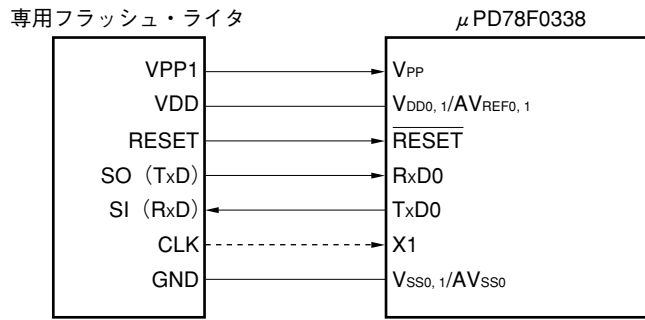 専用フラッシュ・ライタ
μPD78F0338
VPP1
VPP
VDD
VDD0, 1/AVREF0, 1
RESET
RESET
SO（TxD）
RxD0
SI（RxD）
TxD0
CLK
X1
GND
VSS0, 1/AVSS0